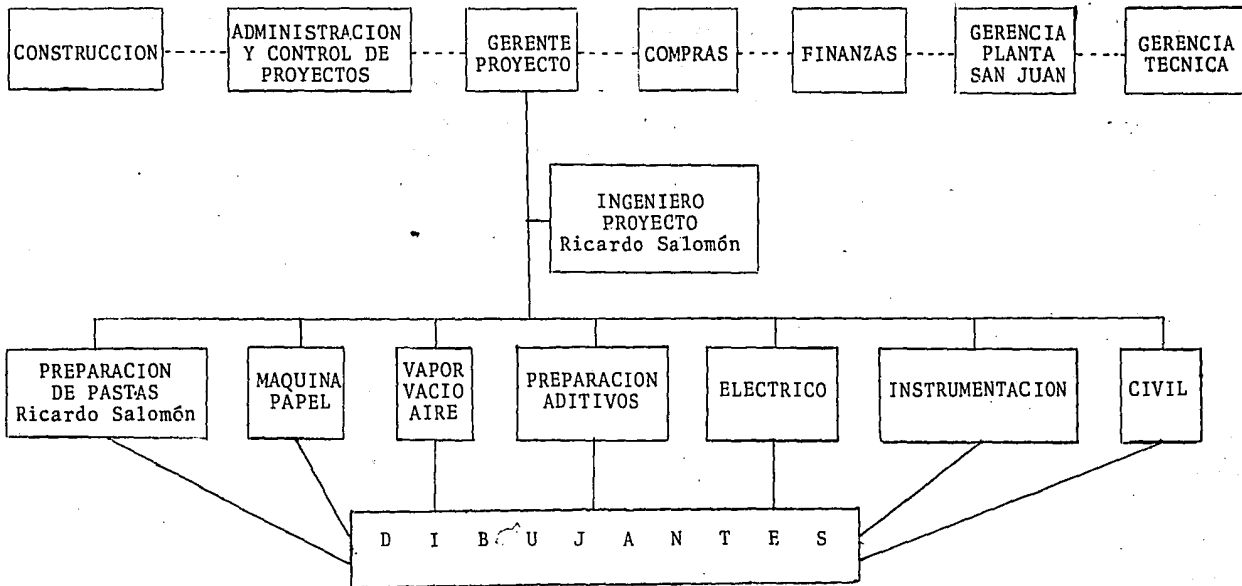 CONSTRUCCION
ADMINISTRACION
Y CONTROL DE
PROYECTOS
GERENTE
PROYECTO
COMPRAS
FINANZAS
GERENCIA
PLANTA
SAN JUAN
GERENCIA
TECNICA
INGENIERO
PROYECTO
Ricardo Salomón
PREPARACION
DE PASTAS
Ricardo Salomón
MAQUINA
PAPEL
VAPOR
VACIO
AIRE
PREPARACION
ADITIVOS
ELECTRICO
INSTRUMENTACION
CIVIL
D I B U J A N T E S